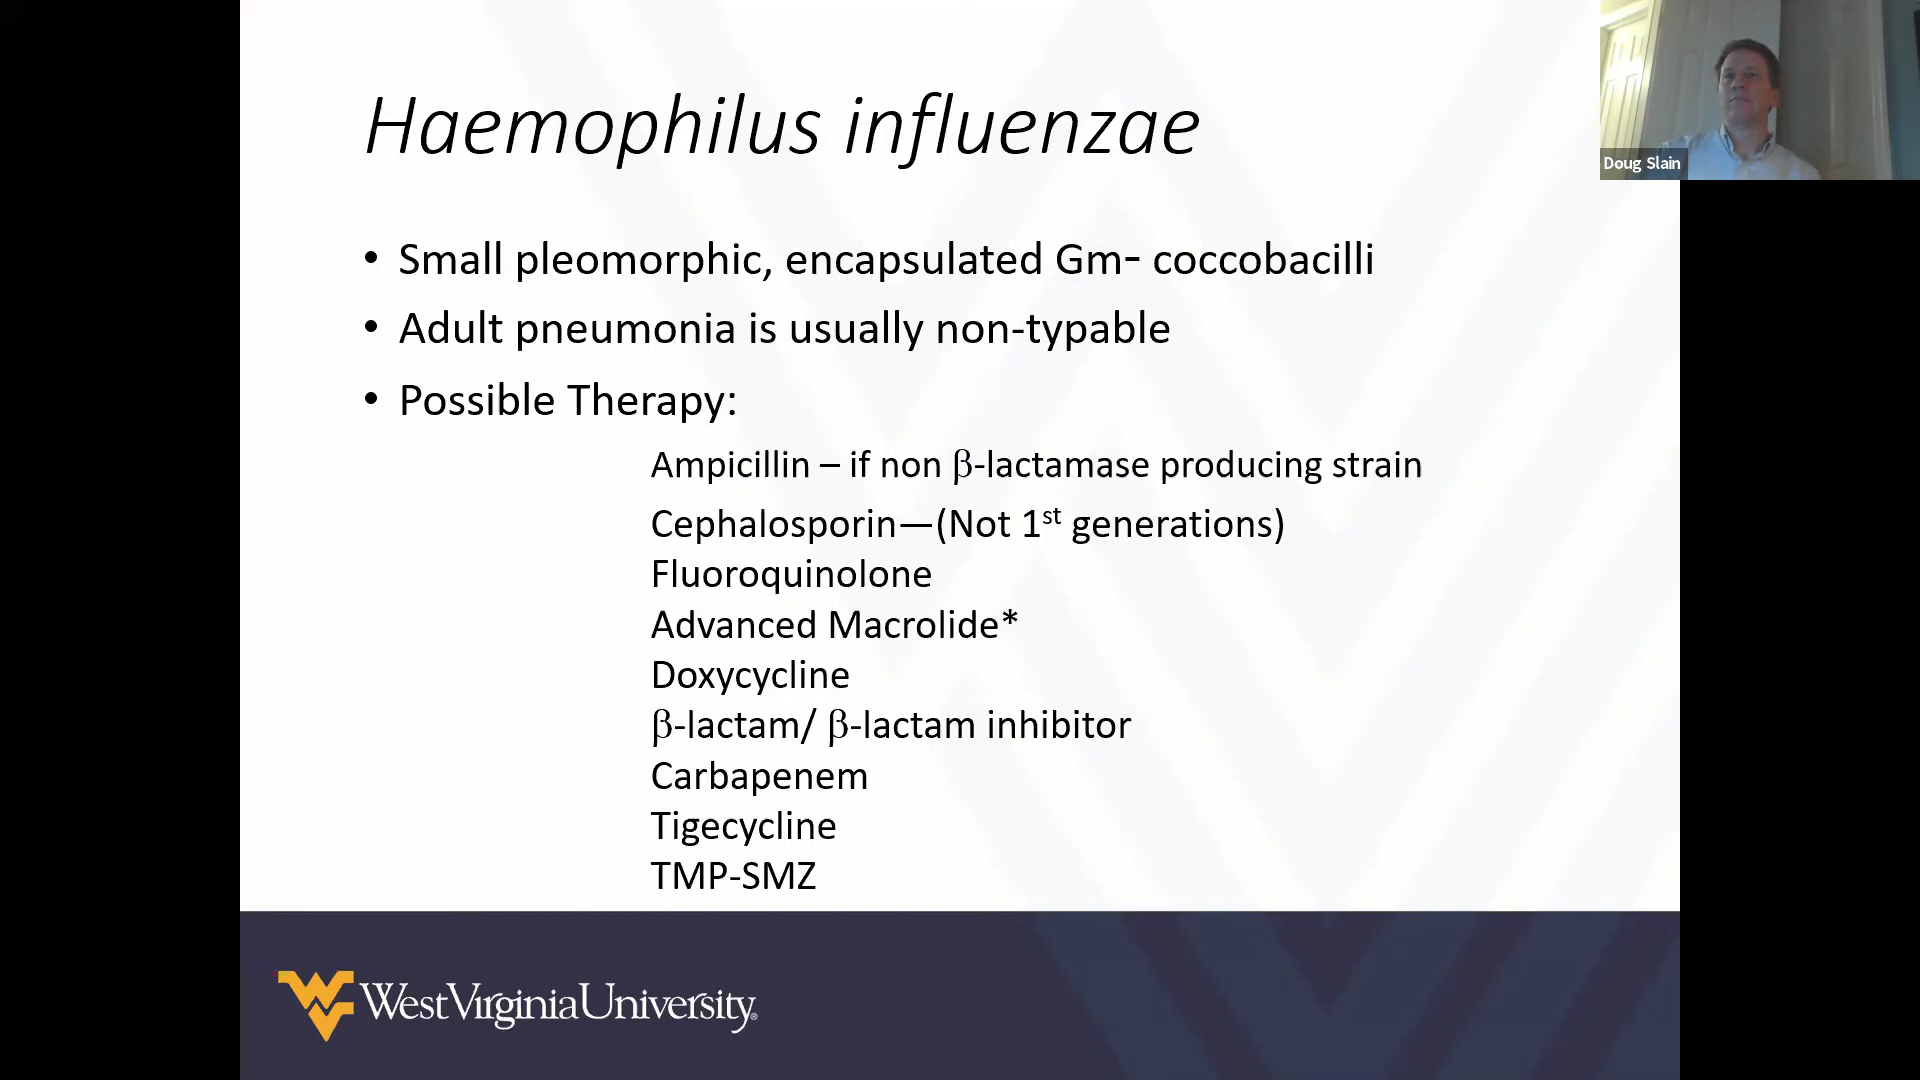 Haemophilus influenzae
Doug Slain
• Small pleomorphic, encapsulated Gm- coccobacilli
• Adult pneumonia is usually non-typable
• Possible Therapy:
Ampicillin – if non β-lactamase producing strain
Cephalosporin—(Not 1st generations)
Fluoroquinolone
Advanced Macrolide*
Doxycycline
β-lactam/ β-lactam inhibitor
Carbapenem
Tigecycline
TMP-SMZ
WestVirginiaUniversity®